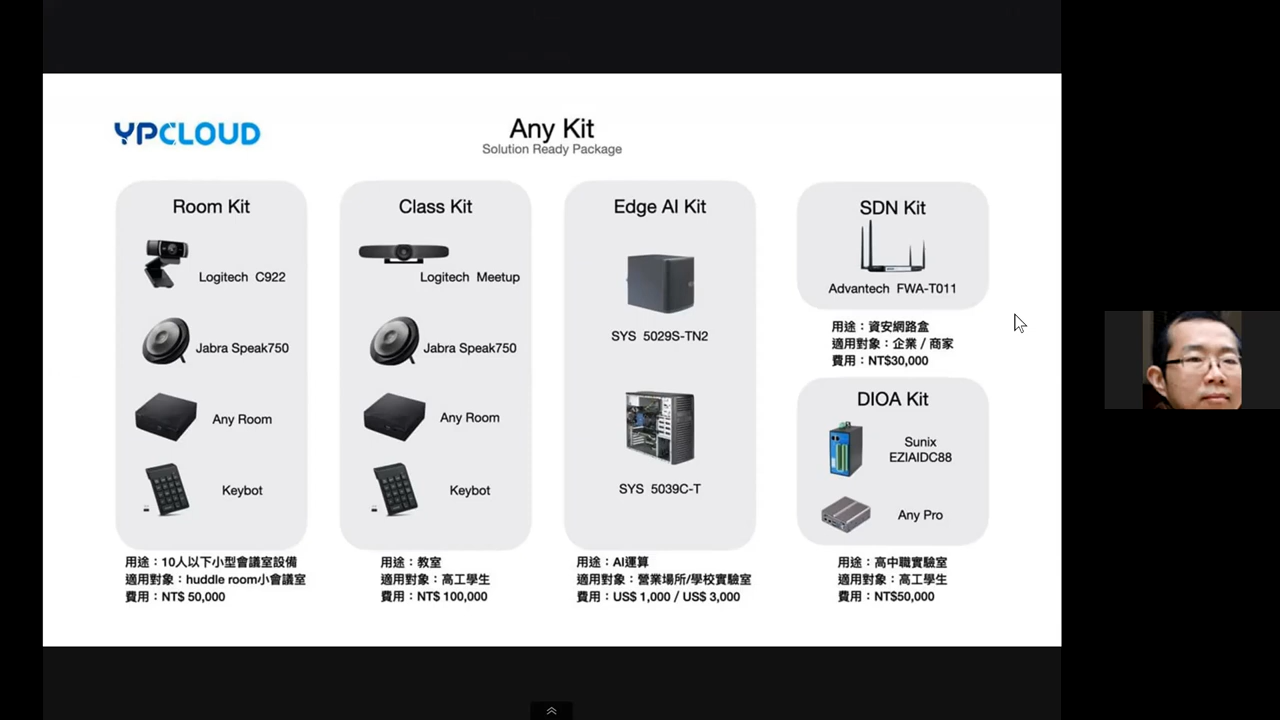 YPCLOUD
Any Kit
Solution Ready Package
Room Kit
Logitech C922
Jabra Speak750
Any Room
Keybot
用途：10人以下小型會議室設備
適用對象：huddle room小會議室
費用：NT$ 50,000
Class Kit
Logitech Meetup
Jabra Speak750
Any Room
Keybot
用途：教室
適用對象：高工學生
費用：NT$ 100,000
Edge AI Kit
SYS 5029S-TN2
SYS 5039C-T
用途：AI運算
適用對象：營業場所/學校實驗室
費用：US$ 1,000 / US$ 3,000
SDN Kit
Advantech FWA-T011
用途：資安網路盒
適用對象：企業 / 商家
費用：NT$30,000
DIOA Kit
Sunix
EZIAIDC88
Any Pro
用途：高中職實驗室
適用對象：高工學生
費用：NT$50,000